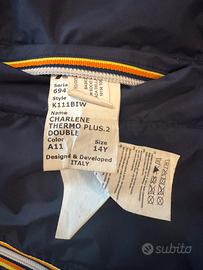 Serie
694
Style
K111BIW
Name
CHARLENE
THERMO PLUS.2
DOUBLE
Color
Size
A11
14Y
Designed & Developed
ITALY
subito